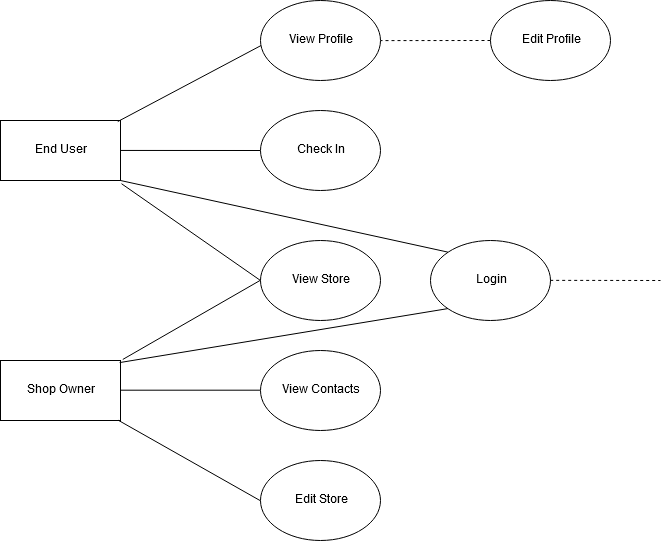 View Profile
Edit Profile
End User
Check In
View Store
Login
Shop Owner
View Contacts
Edit Store